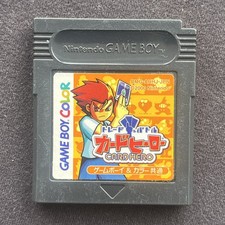 Nintendo GAME BOY
GAME BOY COLOR
トレード&バトル
カードヒーロー
CARD HERO
ゲームボーイ&カラー共通